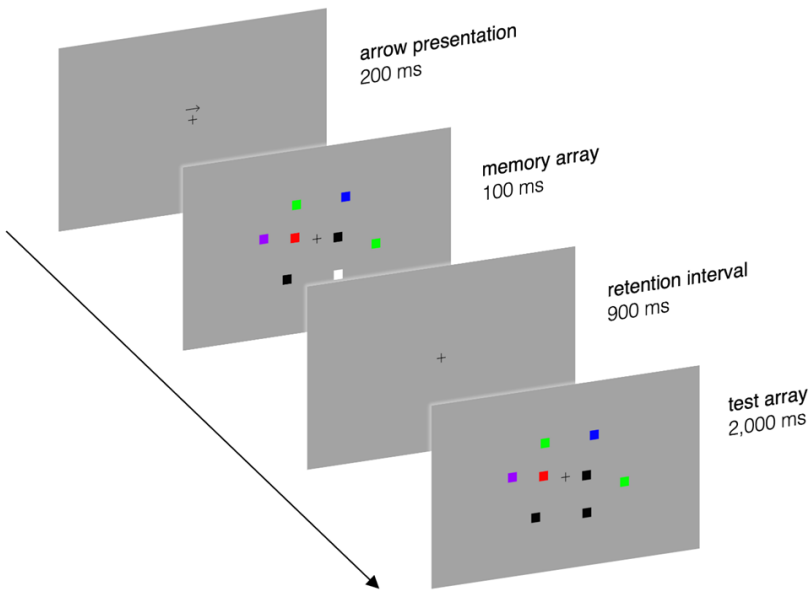 arrow presentation
200 ms
memory array
100 ms
retention interval
900 ms
test array
2,000 ms